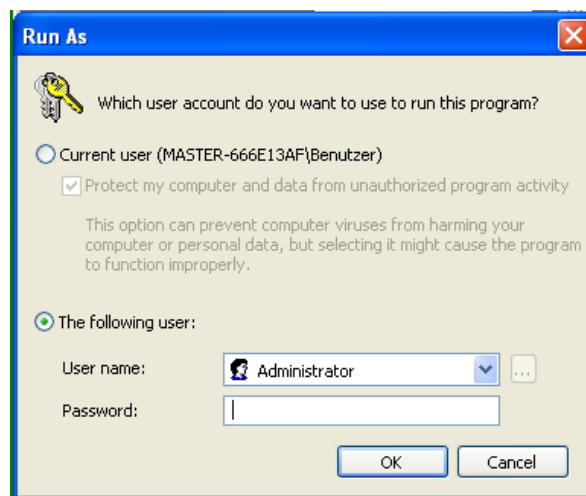 Run As
Which user account do you want to use to run this program?
Current user (MASTER-666E13AF\Benutzer)
Protect my computer and data from unauthorized program activity
This option can prevent computer viruses from harming your
computer or personal data, but selecting it might cause the program
to function improperly.
The following user:
User name:
Administrator
...
Password:
OK
Cancel